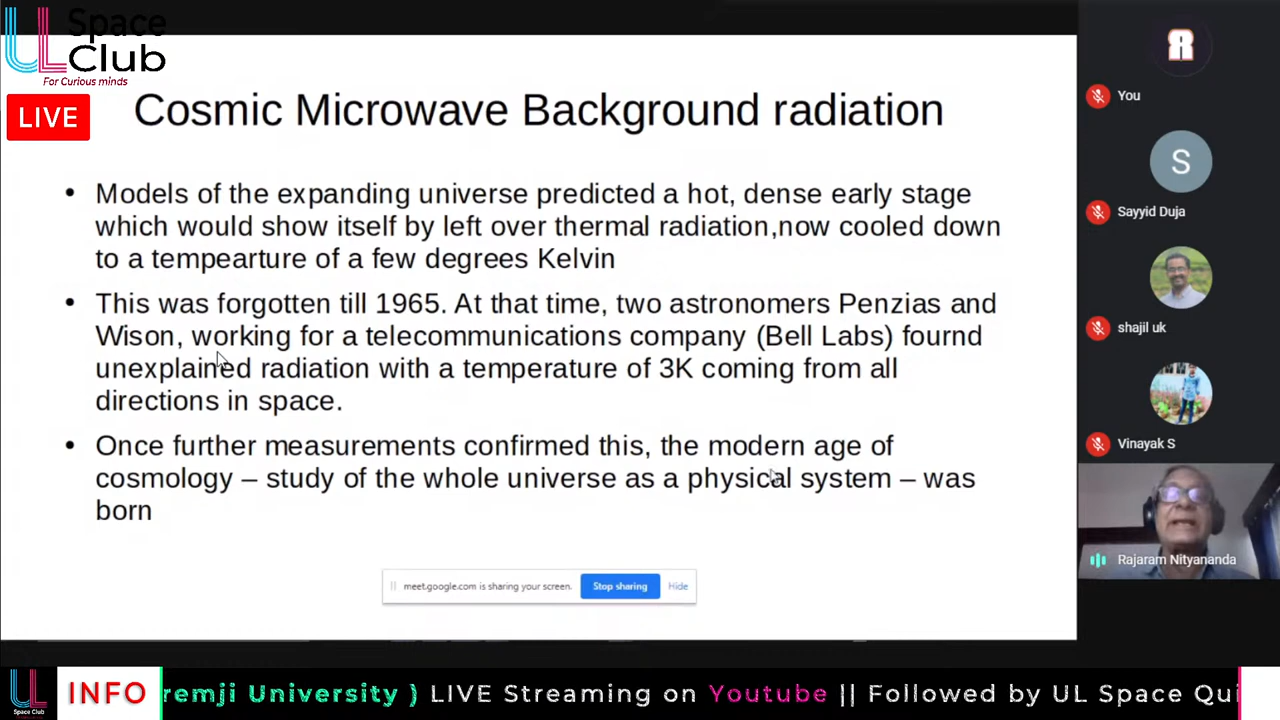 UL Space
Club
For Curious minds
LIVE
Cosmic Microwave Background radiation
• Models of the expanding universe predicted a hot, dense early stage
which would show itself by left over thermal radiation,now cooled down
to a tempearture of a few degrees Kelvin
• This was forgotten till 1965. At that time, two astronomers Penzias and
Wison, working for a telecommunications company (Bell Labs) fournd
unexplained radiation with a temperature of 3K coming from all
directions in space.
• Once further measurements confirmed this, the modern age of
cosmology – study of the whole universe as a physical system – was
born
meet.google.com is sharing your screen. Stop sharing Hide
R
You
S
Sayyid Duja
shajil uk
Vinayak S
Rajaram Nityananda
UL
Space Club
INFO
remji University ) LIVE Streaming on Youtube || Followed by UL Space Qui